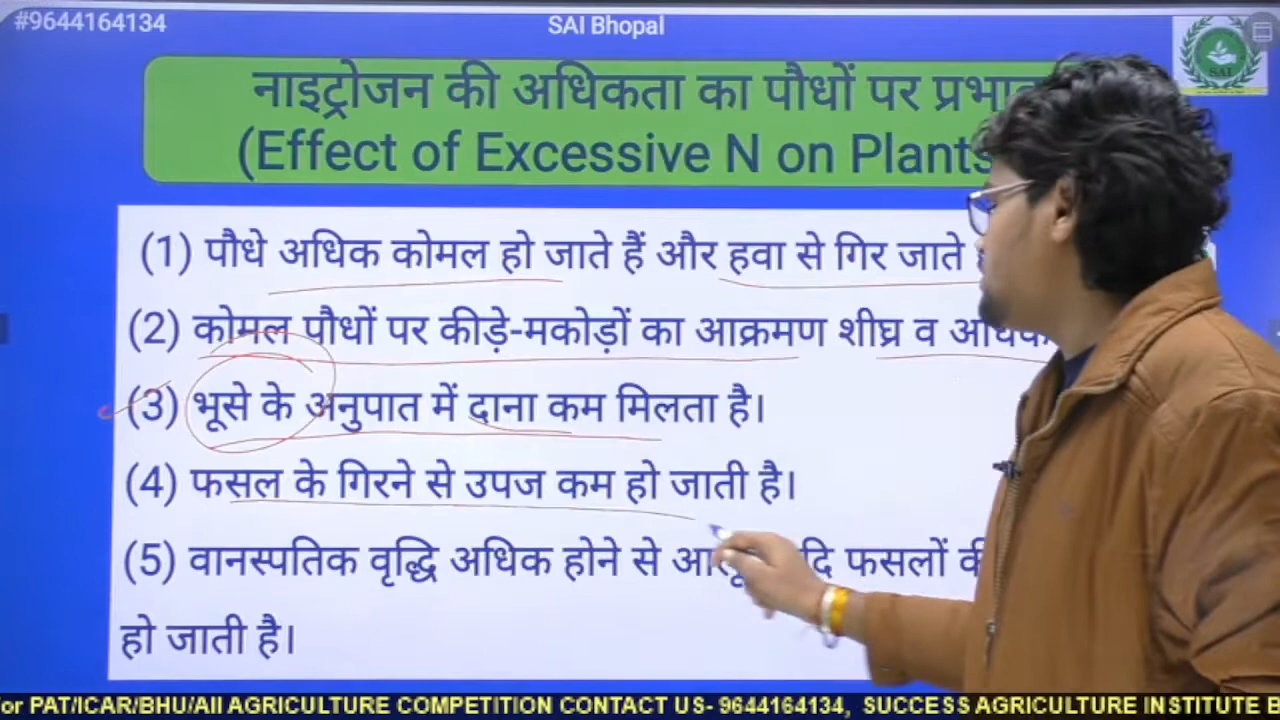 #9644164134
SAI Bhopal
SAI
नाइट्रोजन की अधिकता का पौधों पर
(Effect of Excessive N on Plants
(1) पौधे अधिक कोमल हो जाते हैं और हवा से गिर जाते
(2) कोमल पौधों पर कीड़े-मकोड़ों का आक्रमण शीघ्र व
(3) भूसे के अनुपात में दाना कम मिलता है।
(4) फसल के गिरने से उपज कम हो जाती है।
(5) वानस्पतिक वृद्धि अधिक होने से फसलों
हो जाती है।
For PAT/ICAR/BHU/All AGRICULTURE COMPETITION CONTACT US- 9644164134, SUCCESS AGRICULTURE INSTITUTE